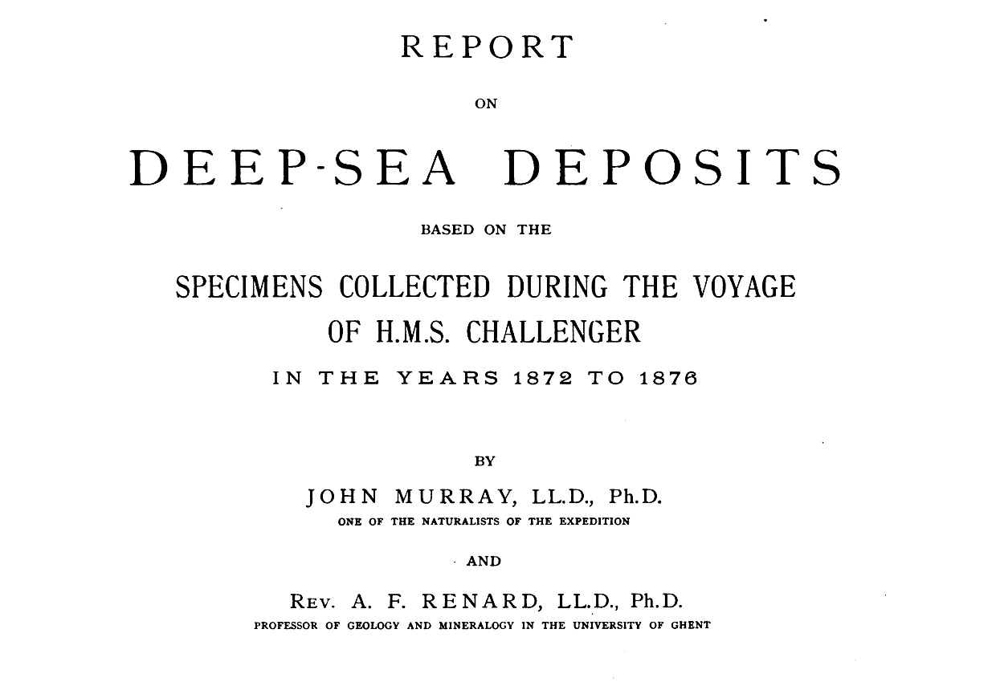 REPORT
ON
DEEP-SEA DEPOSITS
BASED ON THE
SPECIMENS COLLECTED DURING THE VOYAGE
OF H.M.S. CHALLENGER
IN THE YEARS 1872 TO 1876
BY
JOHN MURRAY, LL.D., Ph.D.
ONE OF THE NATURALISTS OF THE EXPEDITION
AND
REV. A. F. RENARD, LL.D., Ph.D.
PROFESSOR OF GEOLOGY AND MINERALOGY IN THE UNIVERSITY OF GHENT